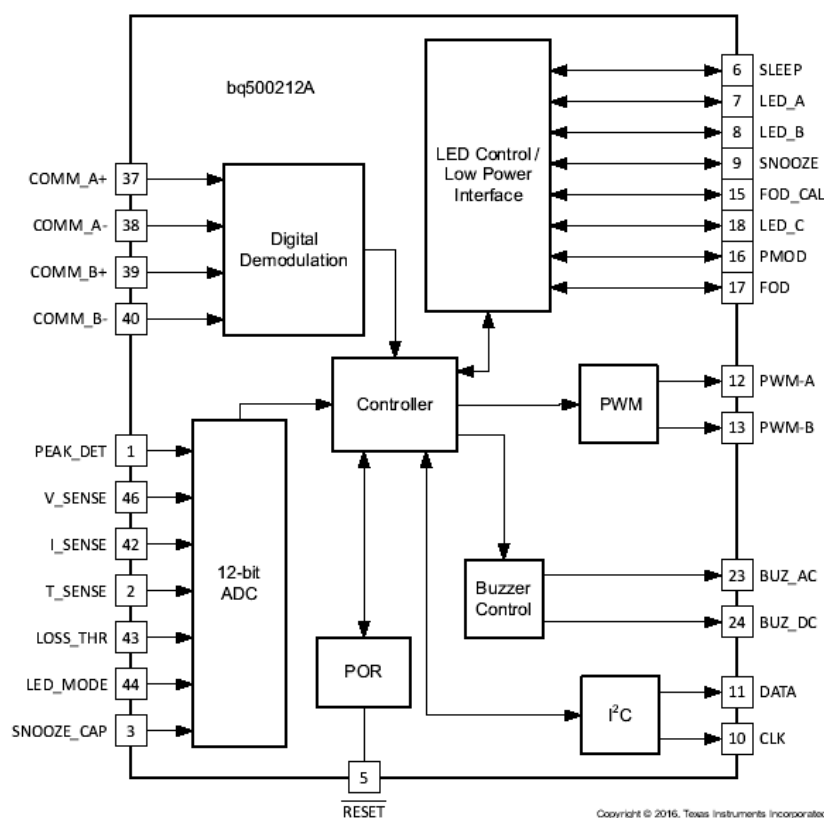 bq500212A
COMM_A+ 37
COMM_A- 38
COMM_B+ 39
COMM_B- 40
Digital
Demodulation
LED Control /
Low Power
Interface
6 SLEEP
7 LED_A
8 LED_B
9 SNOOZE
15 FOD_CAL
18 LED_C
16 PMOD
17 FOD
Controller
PWM
12 PWM-A
13 PWM-B
PEAK_DET 1
V_SENSE 46
I_SENSE 42
T_SENSE 2
LOSS_THR 43
LED_MODE 44
SNOOZE_CAP 3
12-bit
ADC
Buzzer
Control
23 BUZ_AC
24 BUZ_DC
POR
I²C
11 DATA
10 CLK
5
RESET
Copyright © 2016, Texas Instruments Incorporated